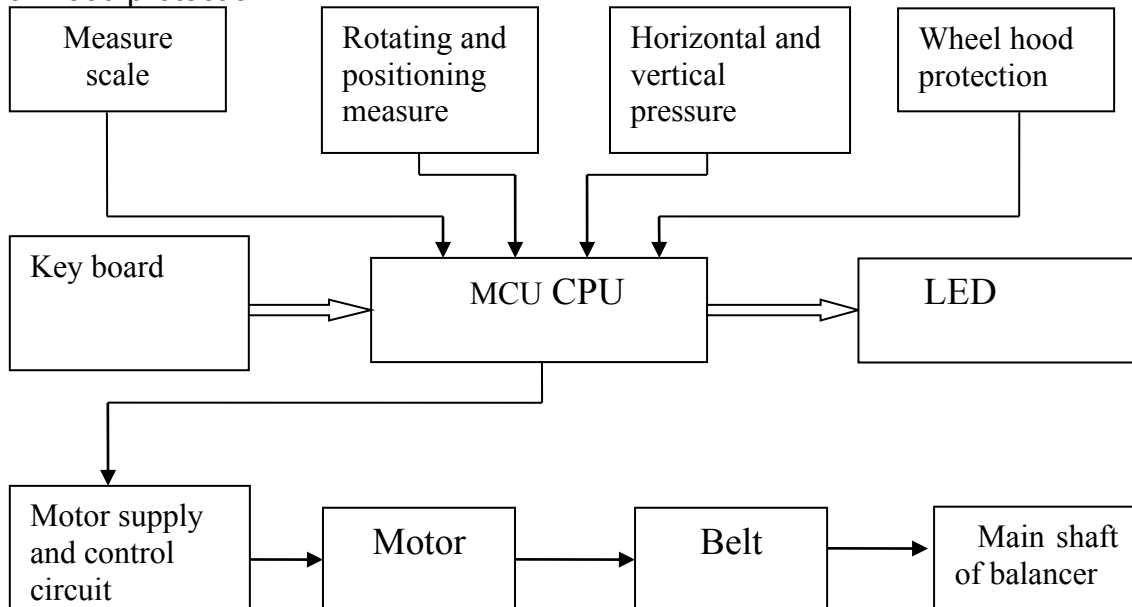 Measure
scale
Rotating and
positioning
measure
Horizontal and
vertical
pressure
Wheel hood
protection
Key board
MCU CPU
LED
Motor supply
and control
circuit
Motor
Belt
Main shaft
of balancer